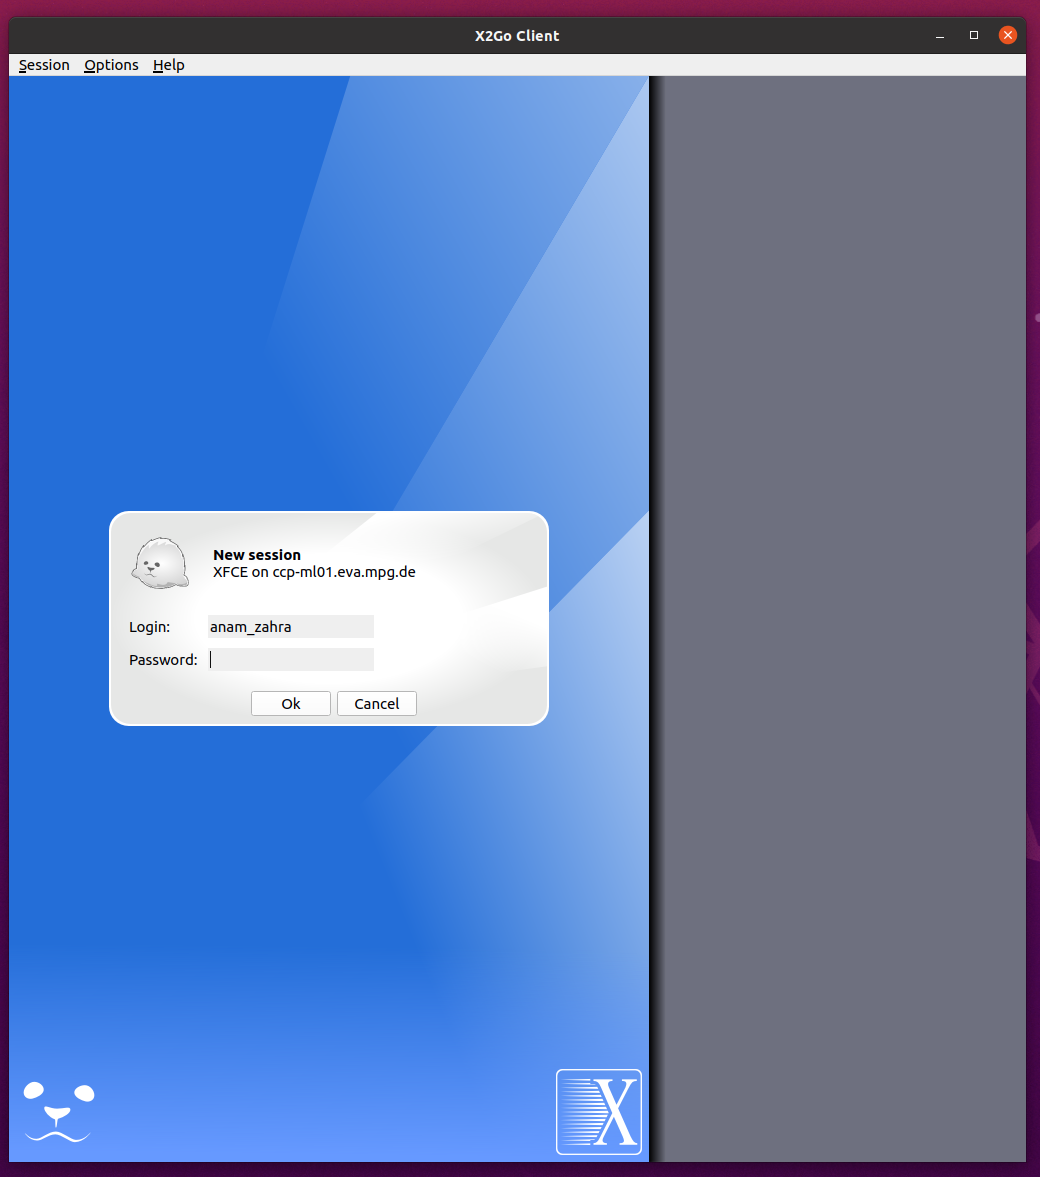 X2Go Client
Session Options Help
New session
XFCE on ccp-ml01.eva.mpg.de
Login: anam_zahra
Password:
Ok Cancel
X